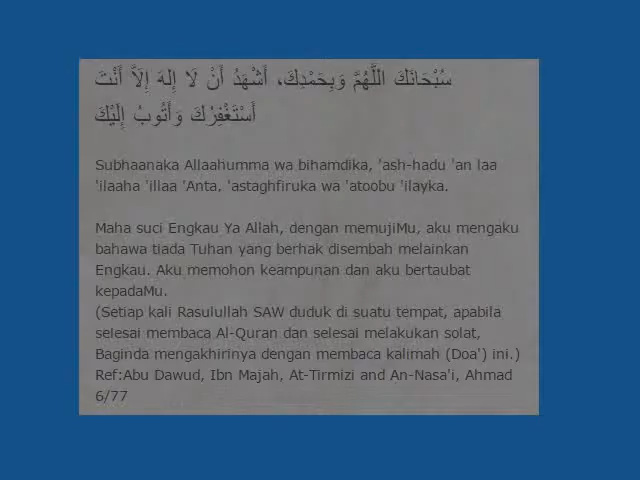 سُبْحَانَكَ اللَّهُمَّ وَبِحَمْدِكَ، أَشْهَدُ أَنْ لَا إِلهَ إِلاَّ أَنْتَ
أَسْتَغْفِرُكَ وَأَتُوبُ إِلَيْكَ
Subhaanaka Allaahumma wa bihamdika, 'ash-hadu 'an laa
'ilaaha 'illaa 'Anta, 'astaghfiruka wa 'atoobu 'ilayka.
Maha suci Engkau Ya Allah, dengan memujiMu, aku mengaku
bahawa tiada Tuhan yang berhak disembah melainkan
Engkau. Aku memohon keampunan dan aku bertaubat
kepadaMu.
(Setiap kali Rasulullah SAW duduk di suatu tempat, apabila
selesai membaca Al-Quran dan selesai melakukan solat,
Baginda mengakhirinya dengan membaca kalimah (Doa') ini.)
Ref:Abu Dawud, Ibn Majah, At-Tirmizi and An-Nasa'i, Ahmad
6/77